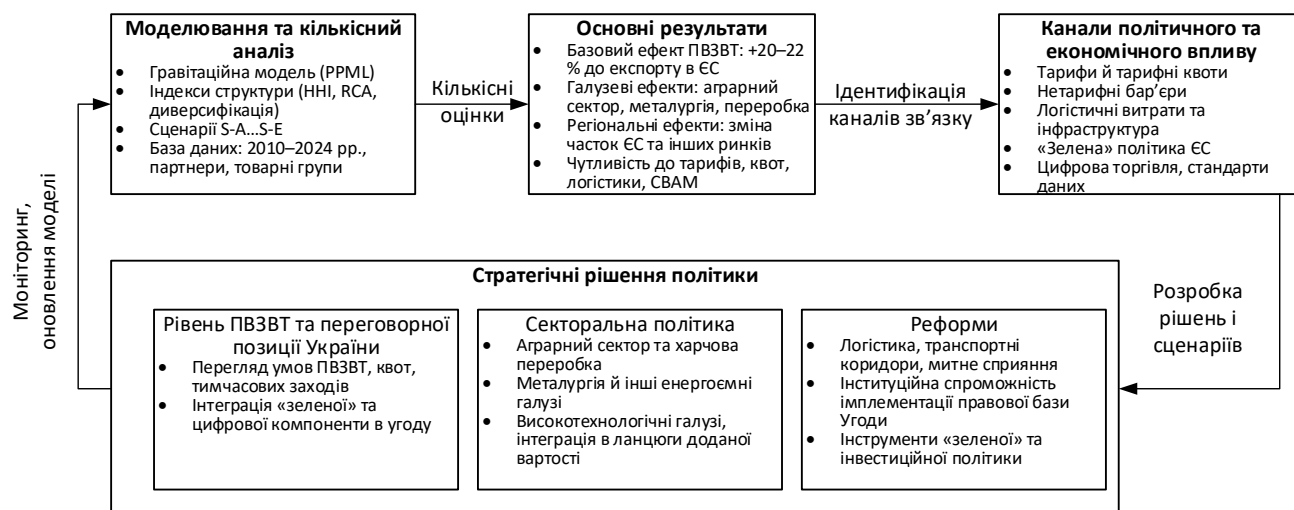 Моделювання та кількісний
аналіз
• Гравітаційна модель (PPML)
• Індекси структури (HHI, RCA,
диверсифікація)
• Сценарії S-A...S-E
• База даних: 2010–2024 рр.,
партнери, товарні групи
Кількісні
оцінки
Основні результати
• Базовий ефект ПВЗВТ: +20–22
% до експорту в ЄС
• Галузеві ефекти: аграрний
сектор, металургія, переробка
• Регіональні ефекти: зміна
часток ЄС та інших ринків
• Чутливість до тарифів, квот,
логістики, CBAM
Ідентифікація
каналів зв’язку
Канали політичного та
економічного впливу
• Тарифи й тарифні квоти
• Нетарифні бар’єри
• Логістичні витрати та
інфраструктура
• «Зелена» політика ЄС
• Цифрова торгівля, стандарти
даних
Моніторинг,
оновлення моделі
Стратегічні рішення політики
Рівень ПВЗВТ та переговорної
позиції України
• Перегляд умов ПВЗВТ, квот,
тимчасових заходів
• Інтеграція «зеленої» та
цифрової компоненти в угоду
Секторальна політика
• Аграрний сектор та харчова
переробка
• Металургія й інші енергоємні
галузі
• Високотехнологічні галузі,
інтеграція в ланцюги доданої
вартості
Реформи
• Логістика, транспортні
коридори, митне сприяння
• Інституційна спроможність
імплементації правової бази
Угоди
• Інструменти «зеленої» та
інвестиційної політики
Розробка
рішень і
сценаріїв